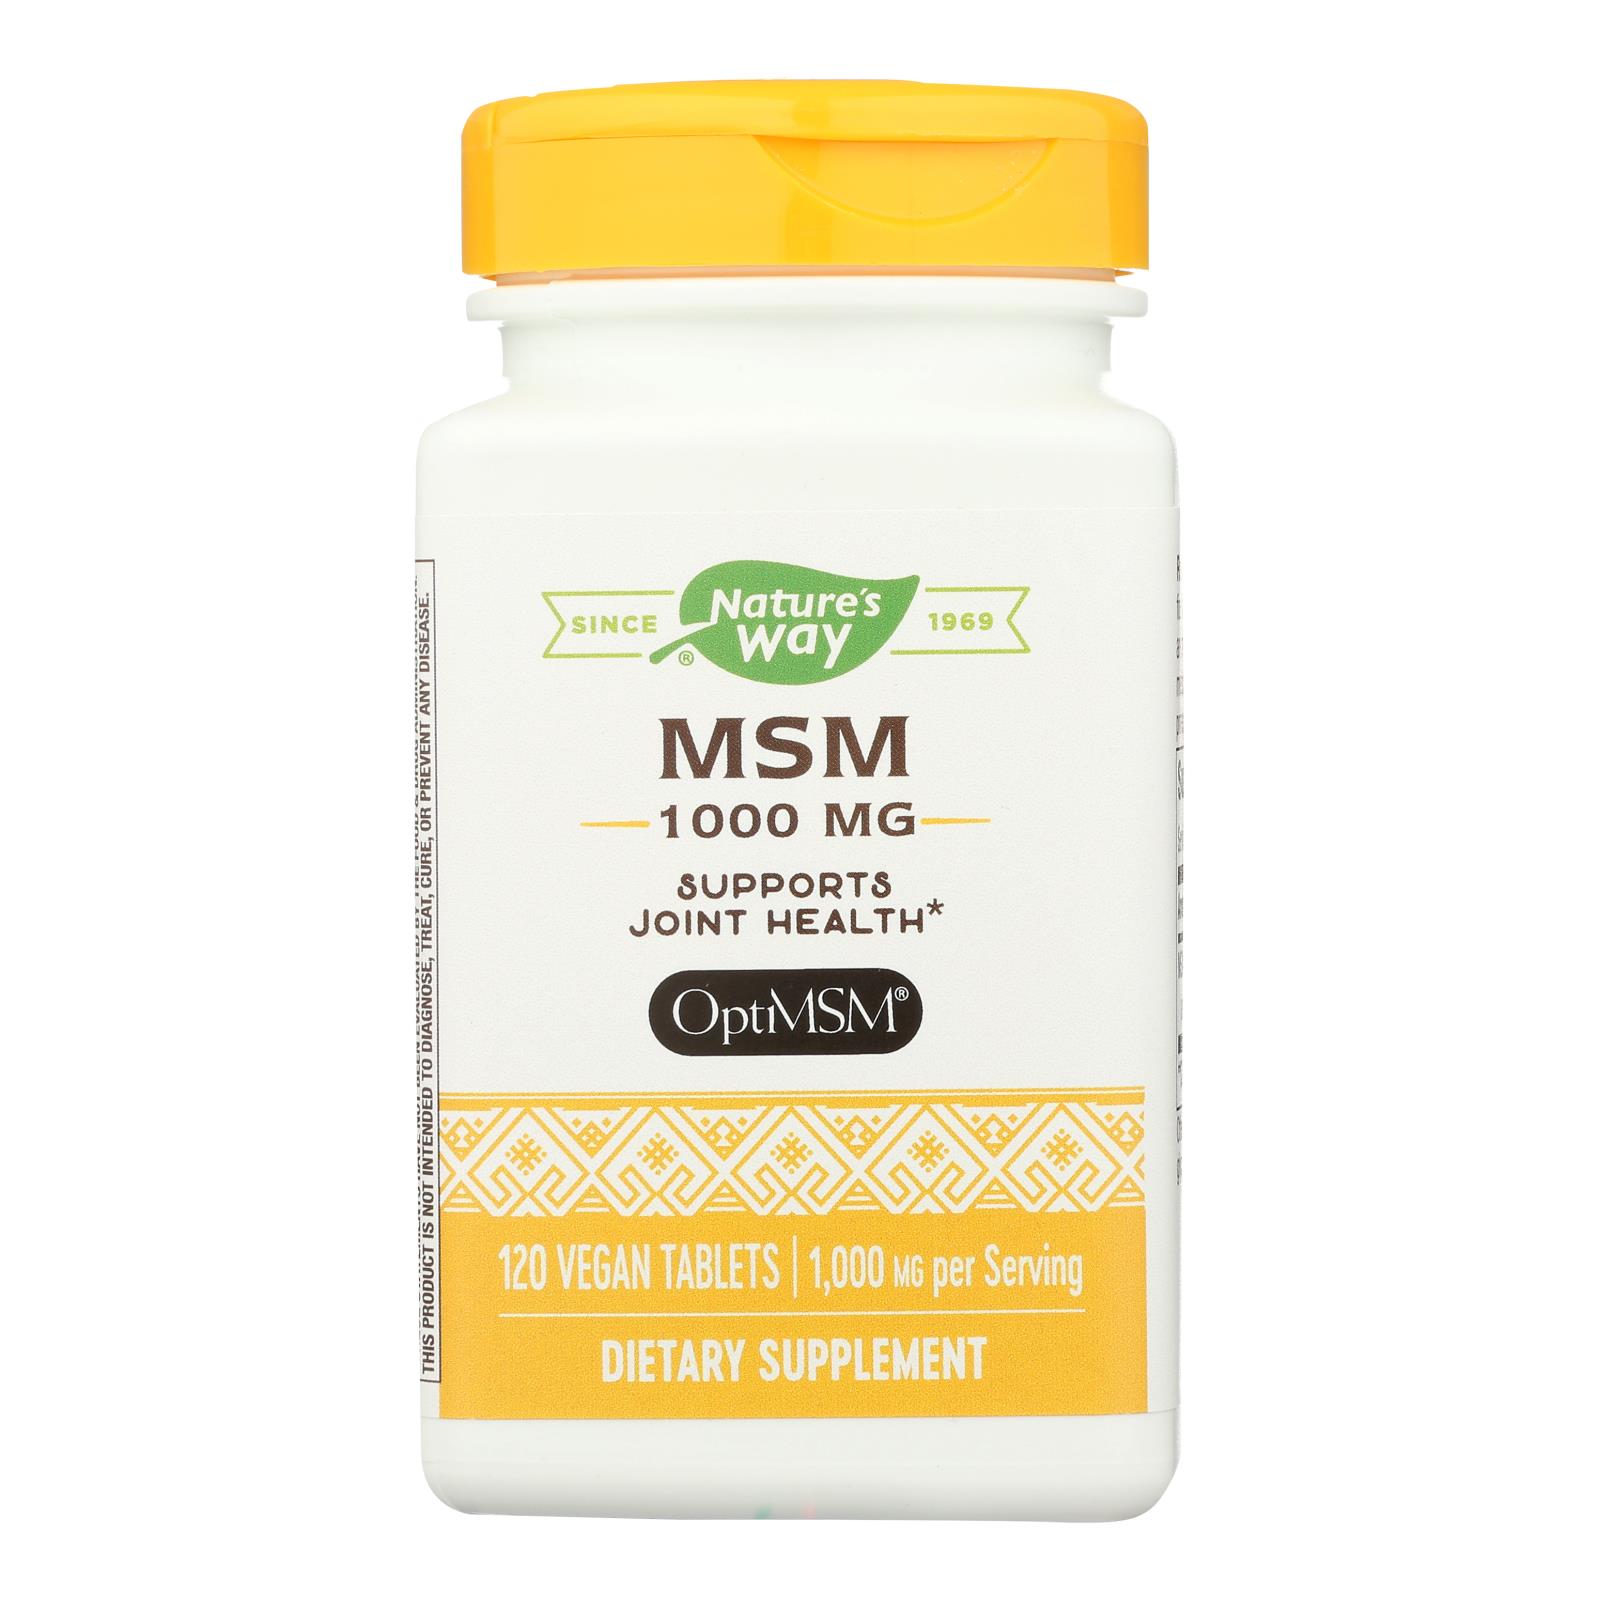 SINCE
Nature's
Way®
1969
MSM
1000 MG
SUPPORTS
JOINT HEALTH*
OptiMSM®
120 VEGAN TABLETS | 1,000 MG per Serving
DIETARY SUPPLEMENT
THIS PRODUCT IS NOT INTENDED TO DIAGNOSE, TREAT, CURE, OR PREVENT ANY DISEASE.